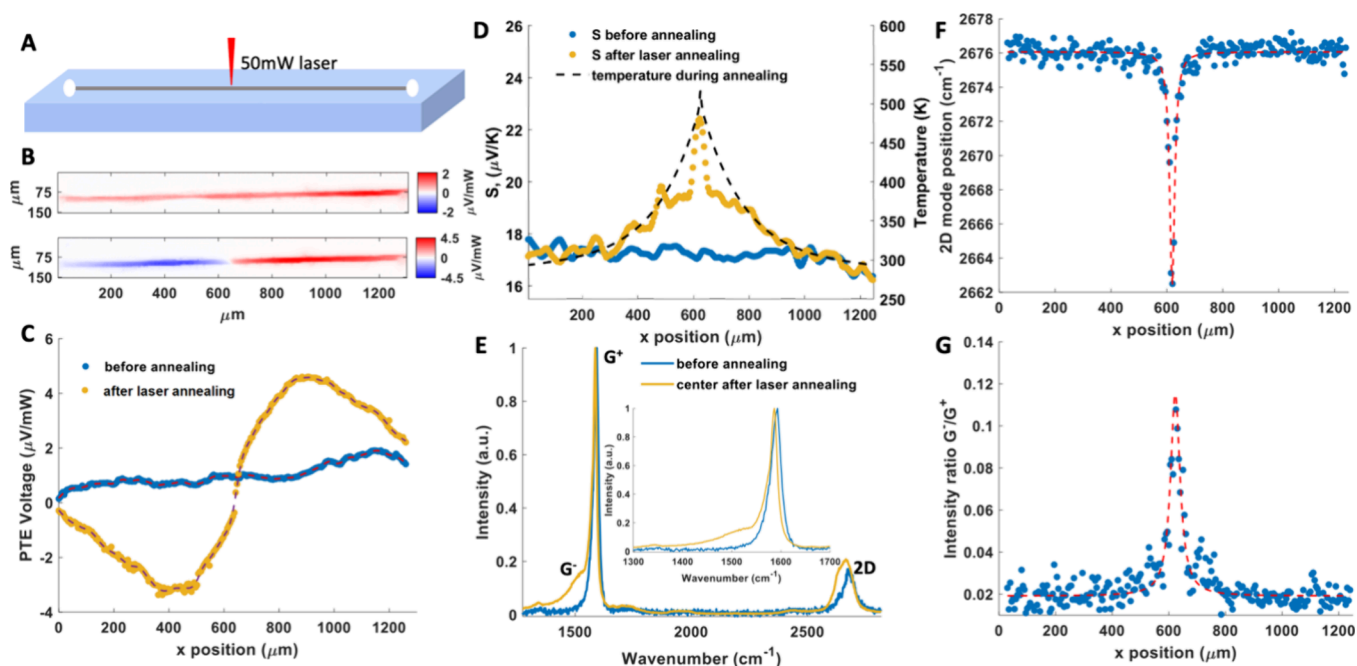 A
50mW laser
B
μm
75
150
2
0
-2
μV/mW
μm
75
150
4.5
0
-4.5
μV/mW
200 400 600 800 1000 1200
μm
C
PTE Voltage (μV/mW)
6
4
2
0
-2
-4
before annealing
after laser annealing
0 200 400 600 800 1000 1200
x position (μm)
D
S, (μV/K)
26
24
22
20
18
16
S before annealing
S after laser annealing
temperature during annealing
600
550
500
450
400
350
300
250
Temperature (K)
200 400 600 800 1000 1200
x position (μm)
E
Intensity (a.u.)
1
0.8
0.6
0.4
0.2
0
G+
before annealing
center after laser annealing
Intensity (a.u.)
1
0.8
0.6
0.4
0.2
0
1300 1400 1500 1600 1700
Wavenumber (cm-1)
G-
2D
1500 2000 2500
Wavenumber (cm-1)
F
2D mode position (cm-1)
2678
2676
2674
2672
2670
2668
2666
2664
2662
0 200 400 600 800 1000 1200
x position (μm)
G
Intensity ratio G-/G+
0.14
0.12
0.1
0.08
0.06
0.04
0.02
0 200 400 600 800 1000 1200
x position (μm)